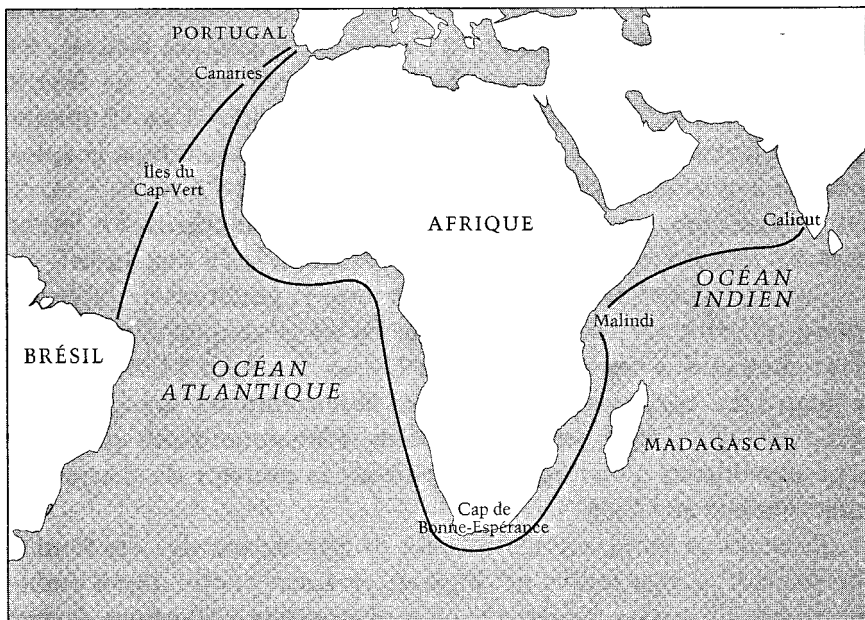 PORTUGAL
Canaries
Îles du
Cap-Vert
AFRIQUE
Calicut
OCÉAN
INDIEN
Malindi
BRÉSIL
OCÉAN
ATLANTIQUE
MADAGASCAR
Cap de
Bonne-Espérance